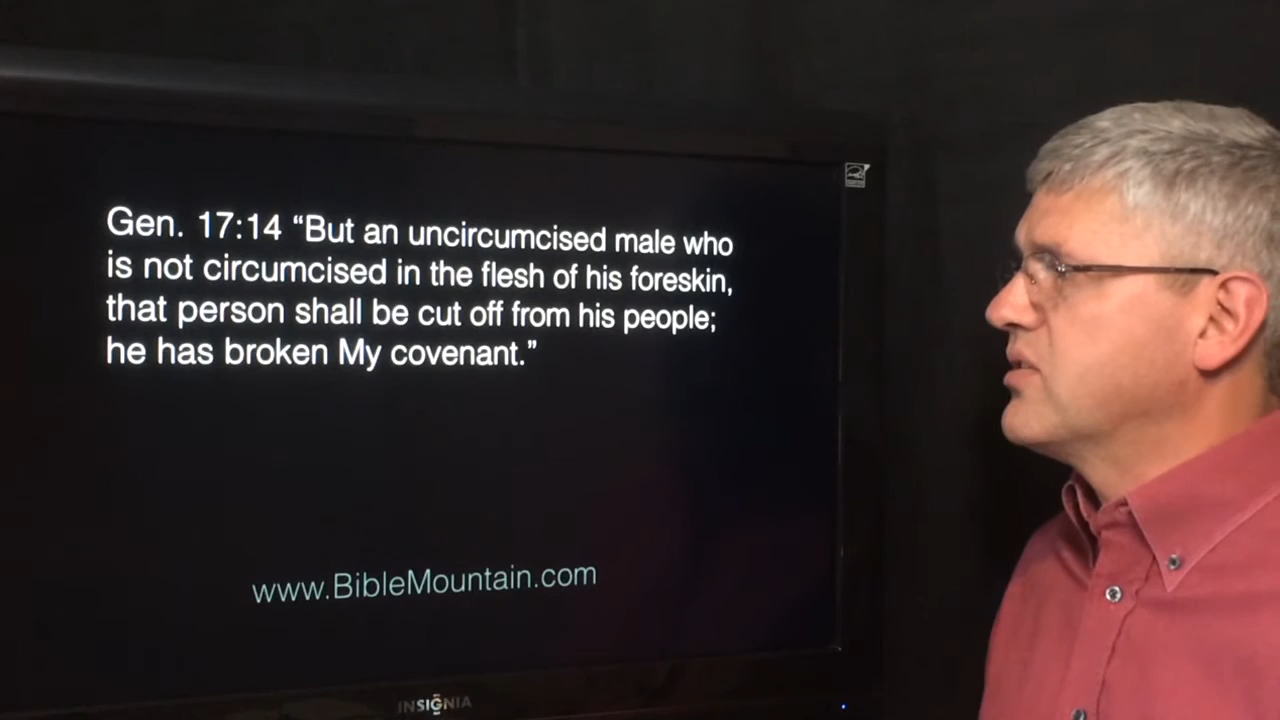 Gen. 17:14 “But an uncircumcised male who
is not circumcised in the flesh of his foreskin,
that person shall be cut off from his people;
he has broken My covenant.”
www.BibleMountain.com
INSIGNIA